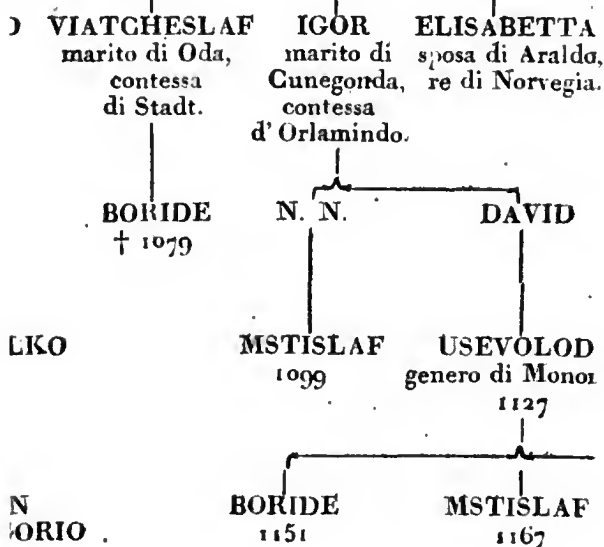 VIATCHESLAF IGOR ELISABETTA
marito di Oda, marito di sposa di Araldo,
contessa Cunegonda, re di Norvegia.
di Stadt. contessa
d' Orlamindo.
BORIDE N. N. DAVID
† 1079
LKO MSTISLAF USEVOLOD
1099 genero di Monor
1127
N BORIDE MSTISLAF
ORIO . 1151 1167